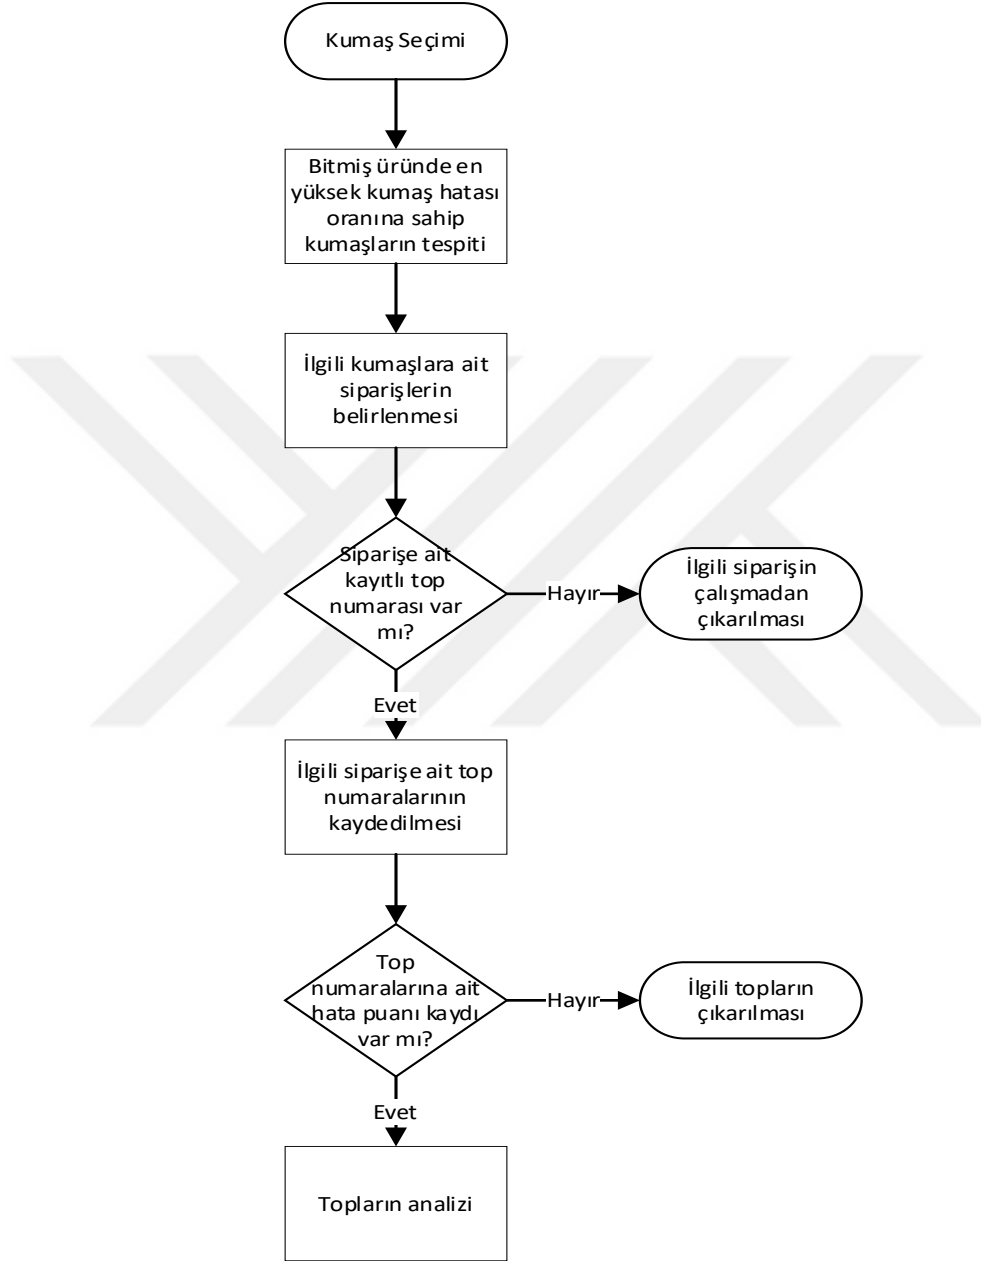 Kumaş Seçimi
Bitmiş üründe en
yüksek kumaş hatası
oranına sahip
kumaşların tespiti
İlgili kumaşlara ait
siparişlerin
belirlenmesi
Siparişe ait
kayıtlı top
numarası var
mı?
Hayır
İlgili siparişin
çalışmadan
çıkarılması
Evet
İlgili siparişe ait top
numaralarının
kaydedilmesi
Top
numaralarına ait
hata puanı kaydı
var mı?
Hayır
İlgili topların
çıkarılması
Evet
Topların analizi